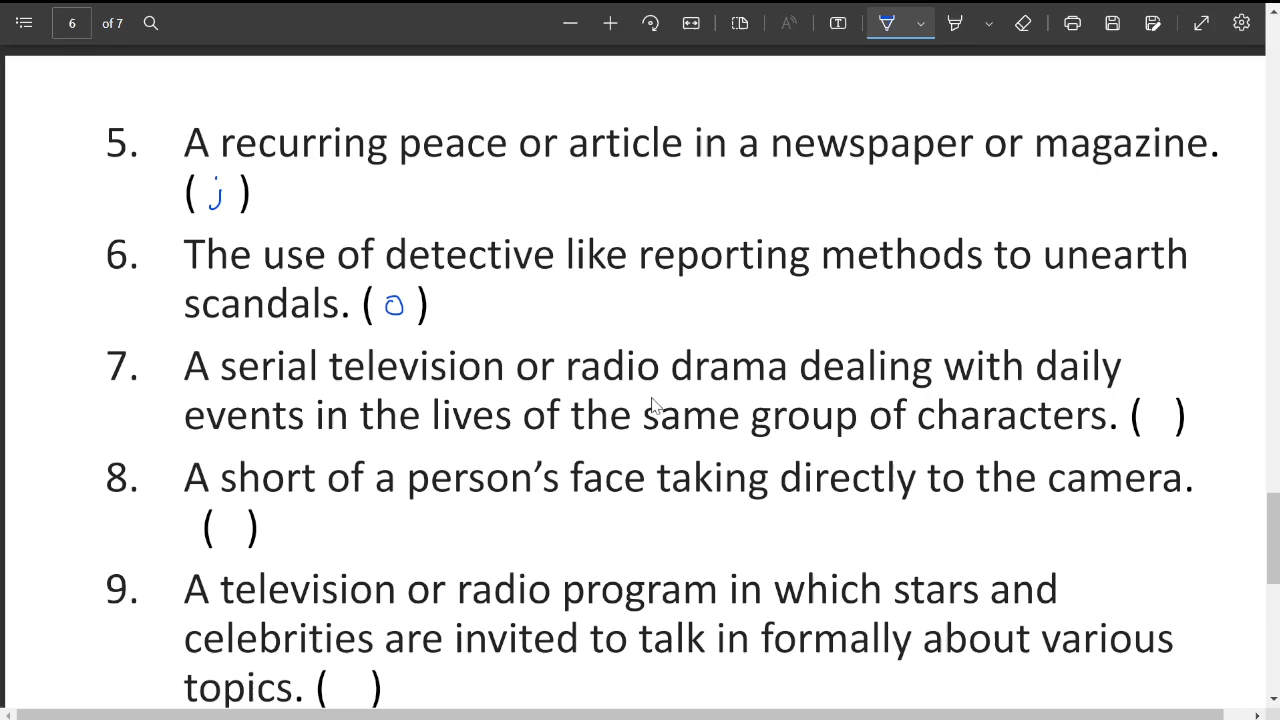 6 of 7
5. A recurring peace or article in a newspaper or magazine.
( j )
6. The use of detective like reporting methods to unearth
scandals. ( o )
7. A serial television or radio drama dealing with daily
events in the lives of the same group of characters. ( )
8. A short of a person’s face taking directly to the camera.
( )
9. A television or radio program in which stars and
celebrities are invited to talk in formally about various
topics. ( )